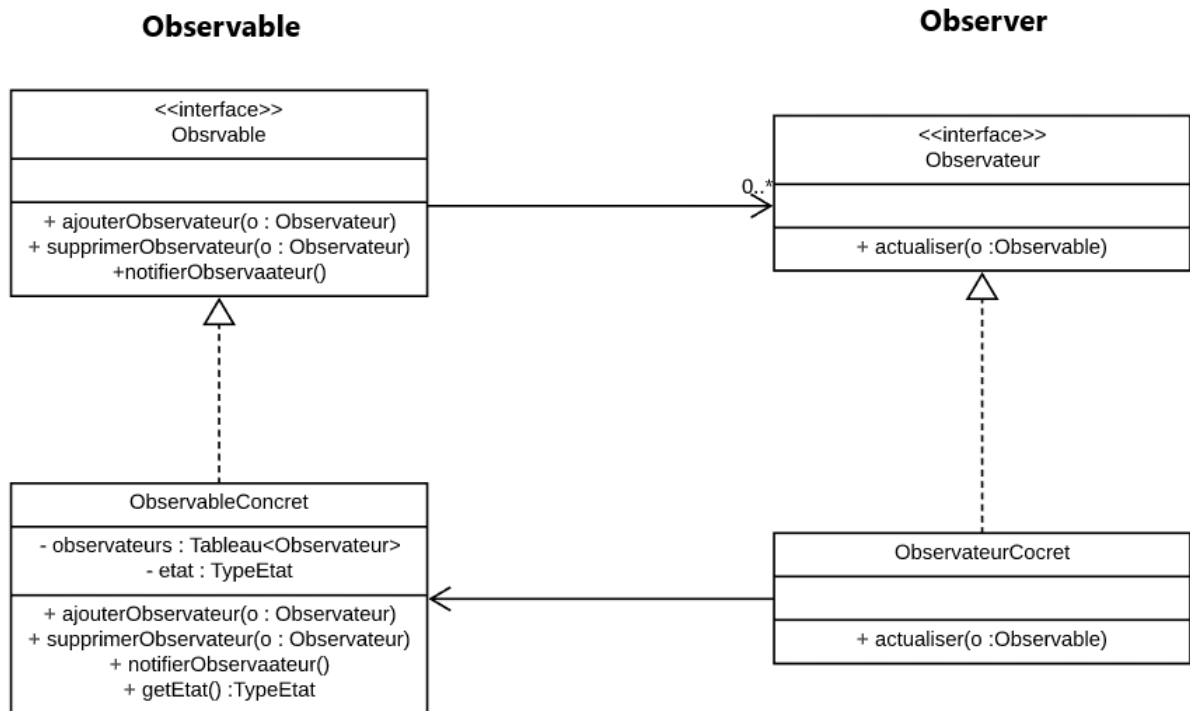 Observable
Observer
<<interface>>
Obsrvable
+ ajouterObservateur(o : Observateur)
+ supprimerObservateur(o : Observateur)
+notifierObservaateur()
0..*
<<interface>>
Observateur
+ actualiser(o :Observable)
ObservableConcret
- observateurs : Tableau<Observateur>
- etat : TypeEtat
+ ajouterObservateur(o : Observateur)
+ supprimerObservateur(o : Observateur)
+ notifierObservaateur()
+ getEtat() :TypeEtat
ObservateurCocret
+ actualiser(o :Observable)